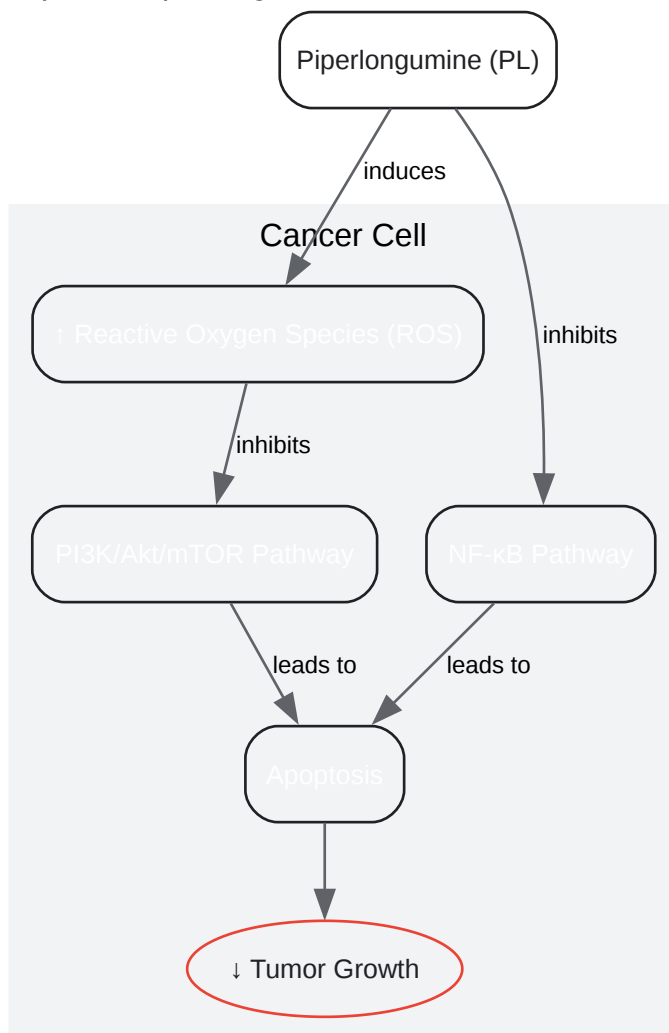 Piperlongumine (PL)
induces
Cancer Cell
↑ Reactive Oxygen Species (ROS)
inhibits
inhibits
PI3K/Akt/mTOR Pathway
NF-κB Pathway
leads to
leads to
Apoptosis
↓ Tumor Growth